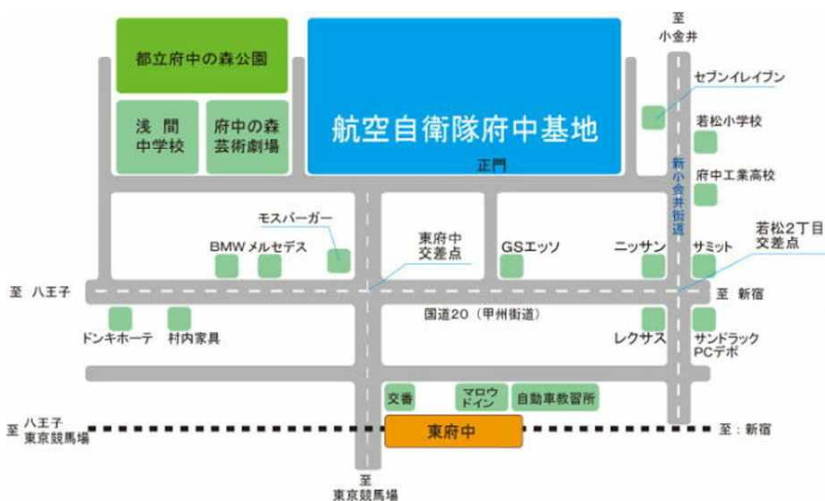 至
小金井
都立府中の森公園
セブンイレイブン
浅間
中学校
府中の森
芸術劇場
航空自衛隊府中基地
若松小学校
正門
新小金井街道
府中工業高校
モスバーガー
東府中
交差点
若松2丁目
交差点
BMW
メルセデス
GSエッソ
ニッサン
サミット
至 八王子
至 新宿
国道20(甲州街道)
ドンキホーテ
村内家具
レクサス
サンドラック
PCデポ
交番
マロウ
ドイン
自動車教習所
至 八王子
東京競馬場
東府中
至:新宿
至
東京競馬場